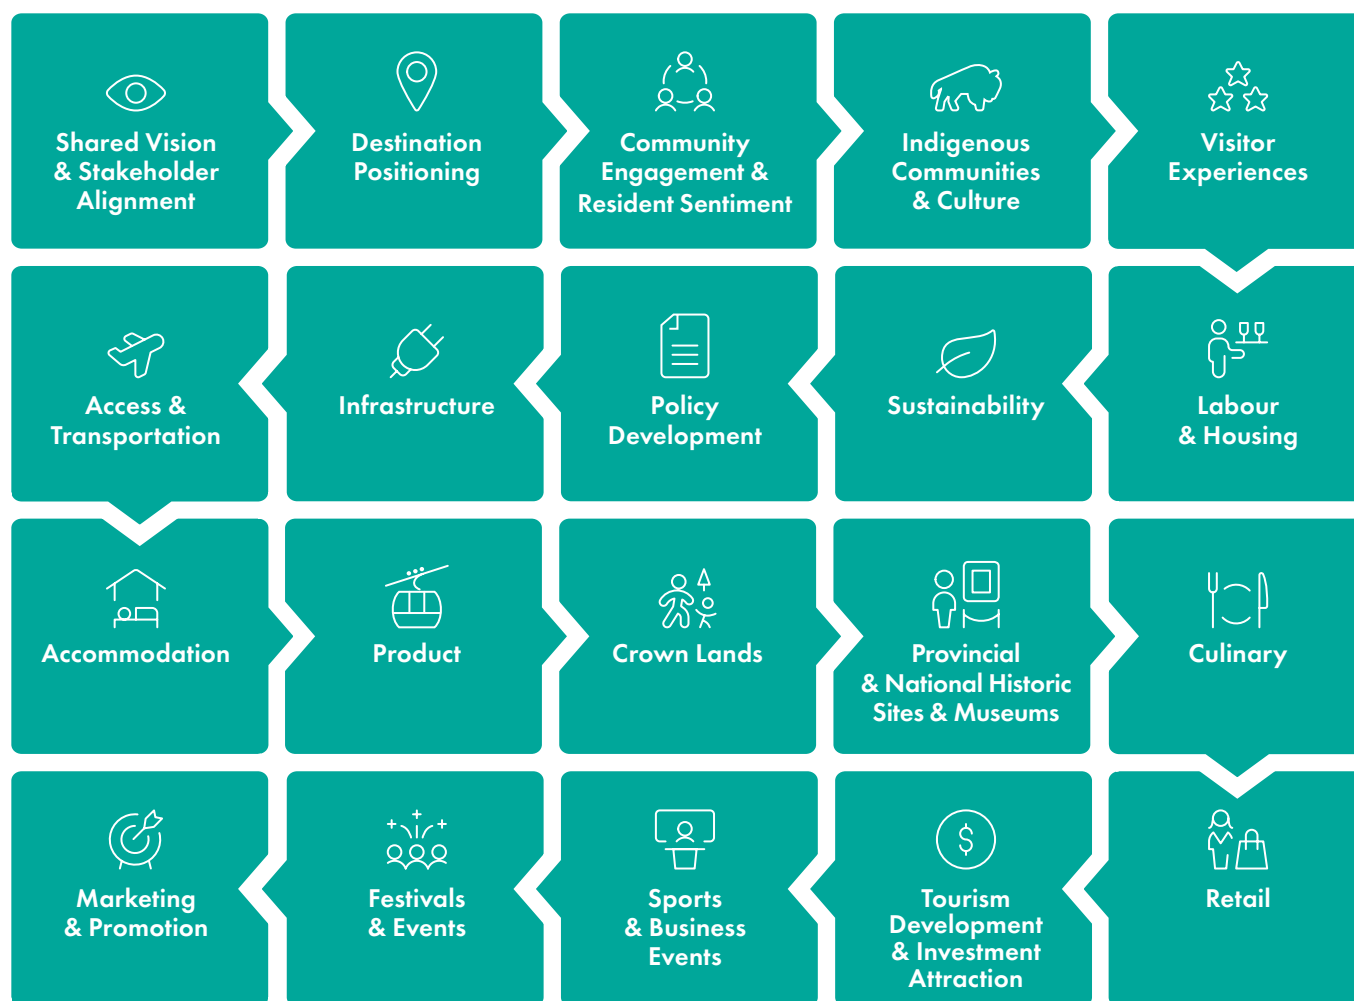 Shared Vision
& Stakeholder
Alignment
Destination
Positioning
Community
Engagement &
Resident Sentiment
Indigenous
Communities
& Culture
Visitor
Experiences
Access &
Transportation
Infrastructure
Policy
Development
Sustainability
Labour
& Housing
Accommodation
Product
Crown Lands
Provincial
& National Historic
Sites & Museums
Culinary
Marketing
& Promotion
Festivals
& Events
Sports
& Business
Events
Tourism
Development
& Investment
Attraction
Retail